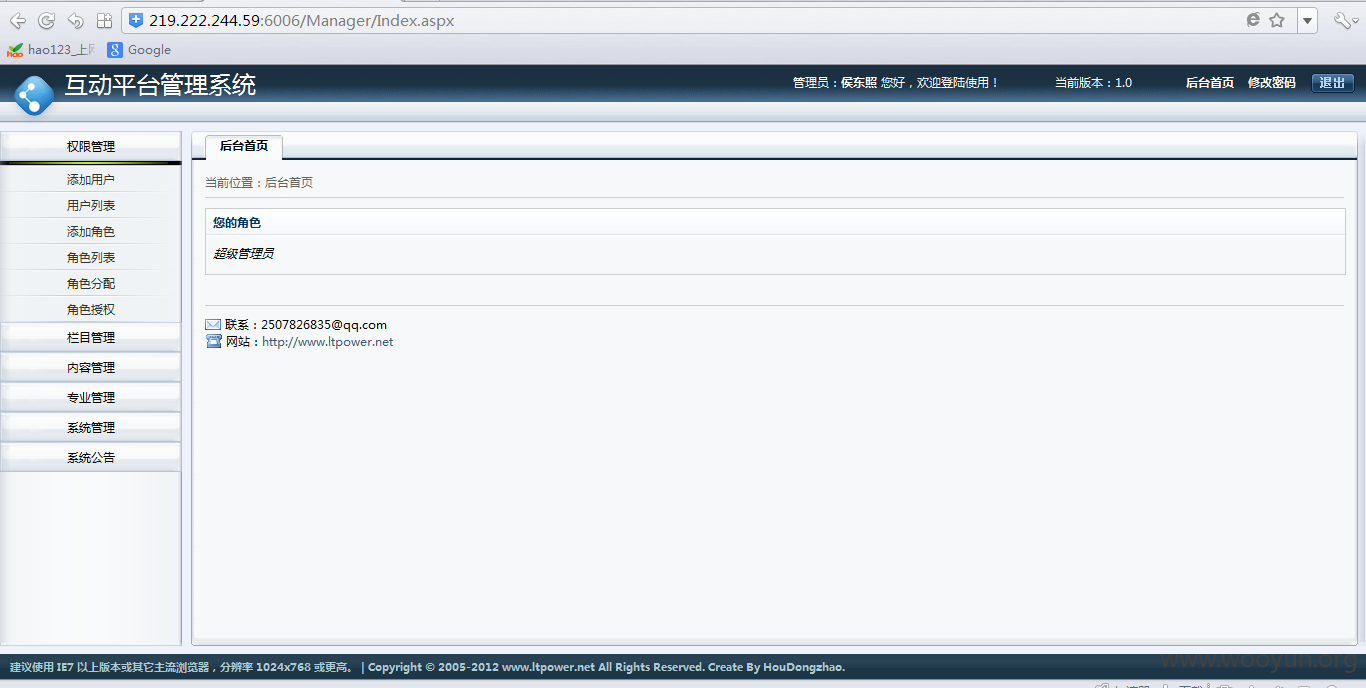 219.222.244.59:6006/Manager/Index.aspx
hao123_上网
Google
互动平台管理系统
管理员：侯东照 您好，欢迎登陆使用！
当前版本：1.0
后台首页 修改密码 退出
权限管理
添加用户
用户列表
添加角色
角色列表
角色分配
角色授权
栏目管理
内容管理
专业管理
系统管理
系统公告
后台首页
当前位置：后台首页
您的角色
超级管理员
联系：2507826835@qq.com
网站：http://www.ltpower.net
建议使用 IE7 以上版本或其它主流浏览器，分辨率 1024x768 或更高。 | Copyright © 2005-2012 www.ltpower.net All Rights Reserved. Create By HouDongzhao.
www.wooyun.org